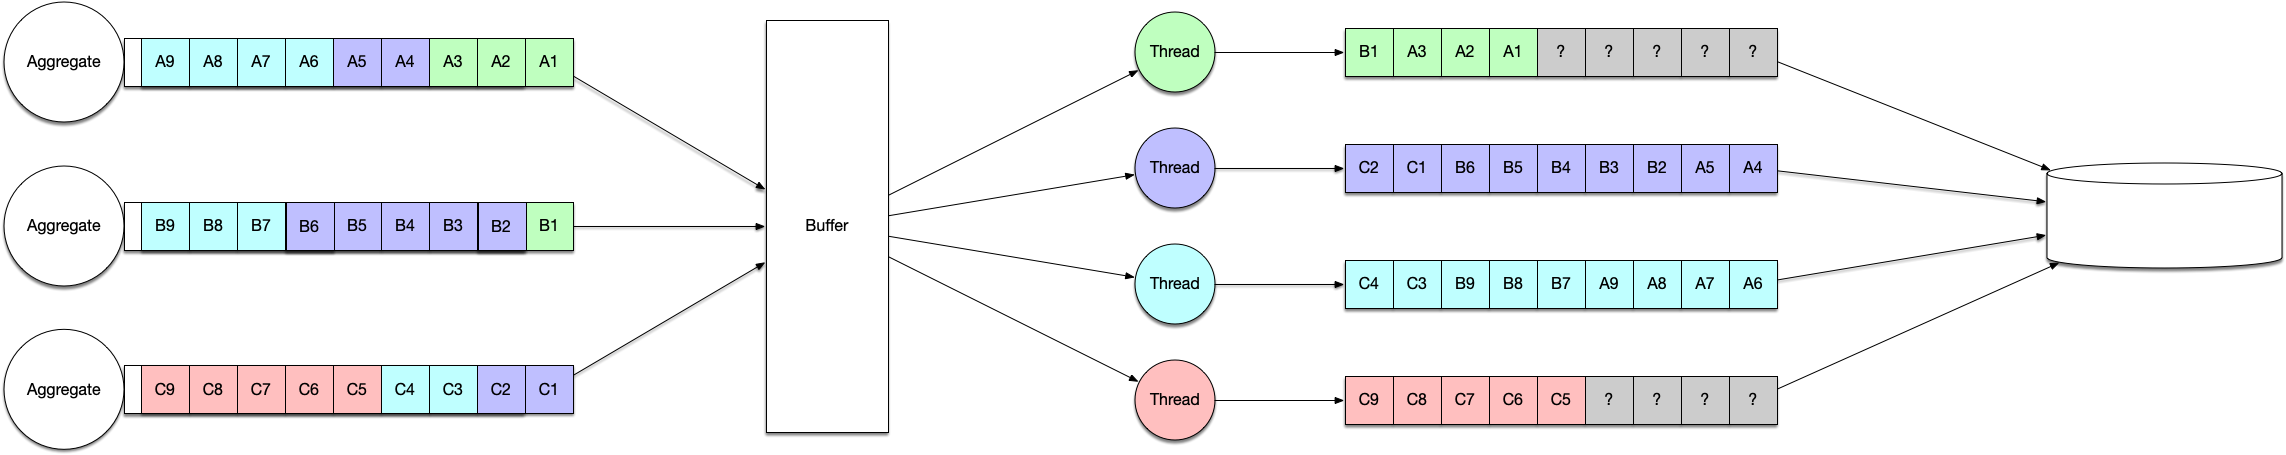 Aggregate A9 A8 A7 A6 A5 A4 A3 A2 A1
Aggregate B9 B8 B7 B6 B5 B4 B3 B2 B1
Aggregate C9 C8 C7 C6 C5 C4 C3 C2 C1
Buffer
Thread B1 A3 A2 A1 ? ? ? ? ?
Thread C2 C1 B6 B5 B4 B3 B2 A5 A4
Thread C4 C3 B9 B8 B7 A9 A8 A7 A6
Thread C9 C8 C7 C6 C5 ? ? ? ?